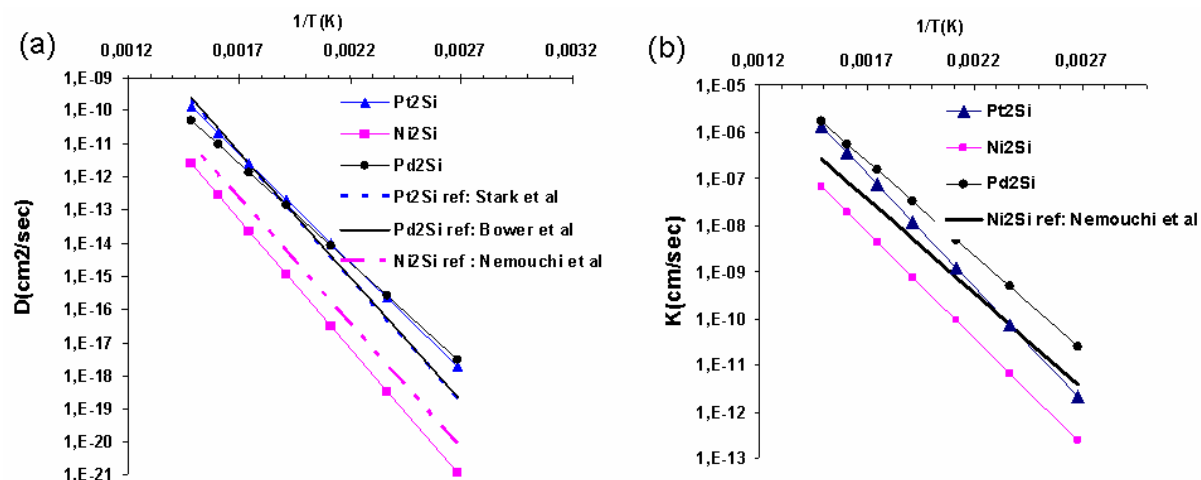 (a)
1/T(K)
0,0012 0,0017 0,0022 0,0027 0,0032
1,E-09
1,E-10
1,E-11
1,E-12
1,E-13
1,E-14
1,E-15
1,E-16
1,E-17
1,E-18
1,E-19
1,E-20
1,E-21
D(cm2/sec)
Pt2Si
Ni2Si
Pd2Si
Pt2Si ref: Stark et al
Pd2Si ref: Bower et al
Ni2Si ref : Nemouchi et al
(b)
1/T(K)
0,0012 0,0017 0,0022 0,0027
1,E-05
1,E-06
1,E-07
1,E-08
1,E-09
1,E-10
1,E-11
1,E-12
1,E-13
K(cm/sec)
Pt2Si
Ni2Si
Pd2Si
Ni2Si ref: Nemouchi et al